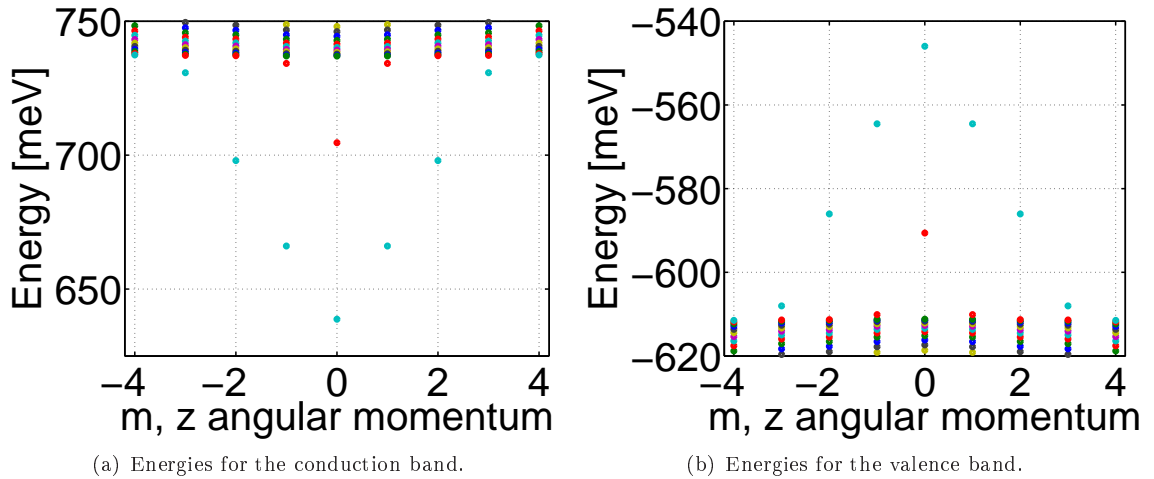 750
700
650
Energy [meV]
−4 −2 0 2 4
m, z angular momentum
(a) Energies for the conduction band.
−540
−560
−580
−600
−620
Energy [meV]
−4 −2 0 2 4
m, z angular momentum
(b) Energies for the valence band.